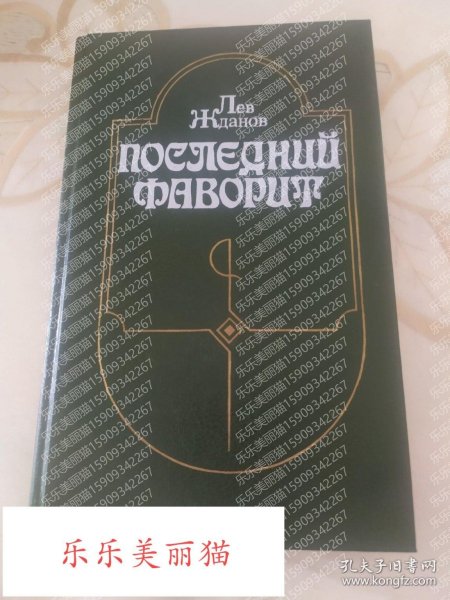 Лев
Жданов
ПОСЛЕДНИЙ
ФАВОРИТ
乐乐美丽猫15909342267
乐乐美丽猫
孔夫子旧书网
www.kongfz.com